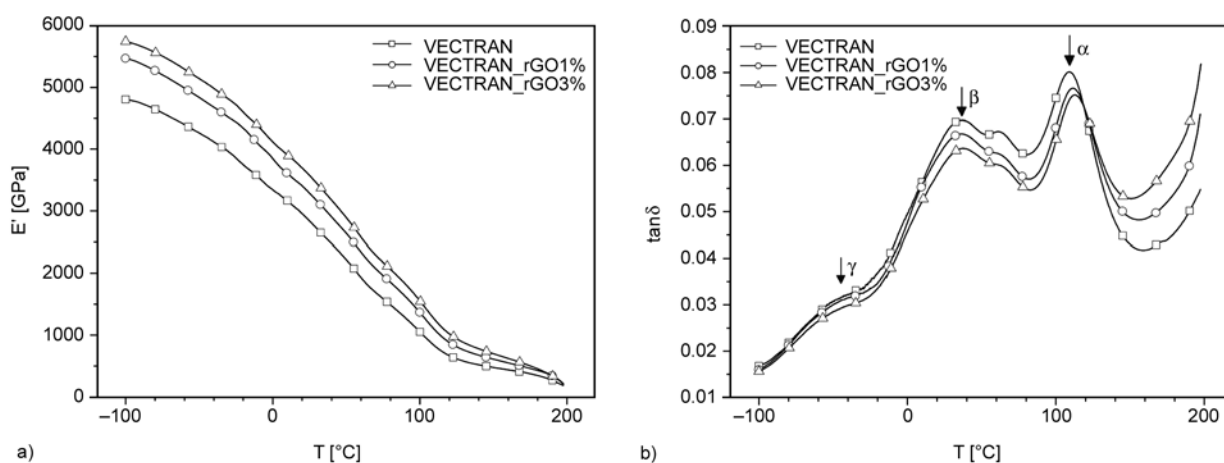 6000
5000
4000
3000
2000
1000
0
E' [GPa]
VECTRAN
VECTRAN_rGO1%
VECTRAN_rGO3%
–100
0
100
200
T [°C]
a)
0.09
0.08
0.07
0.06
0.05
0.04
0.03
0.02
0.01
tanδ
VECTRAN
VECTRAN_rGO1%
VECTRAN_rGO3%
α
β
γ
–100
0
100
200
T [°C]
b)